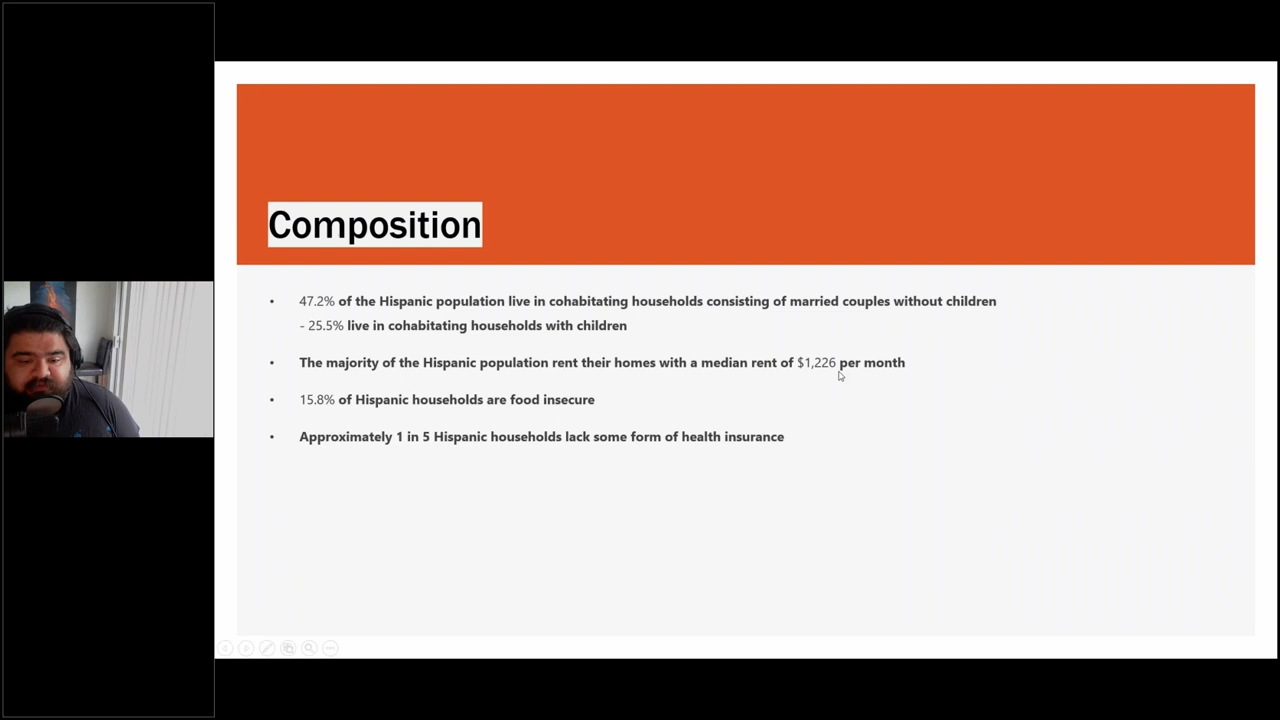 Composition
• 47.2% of the Hispanic population live in cohabitating households consisting of married couples without children
- 25.5% live in cohabitating households with children
• The majority of the Hispanic population rent their homes with a median rent of $1,226 per month
• 15.8% of Hispanic households are food insecure
• Approximately 1 in 5 Hispanic households lack some form of health insurance